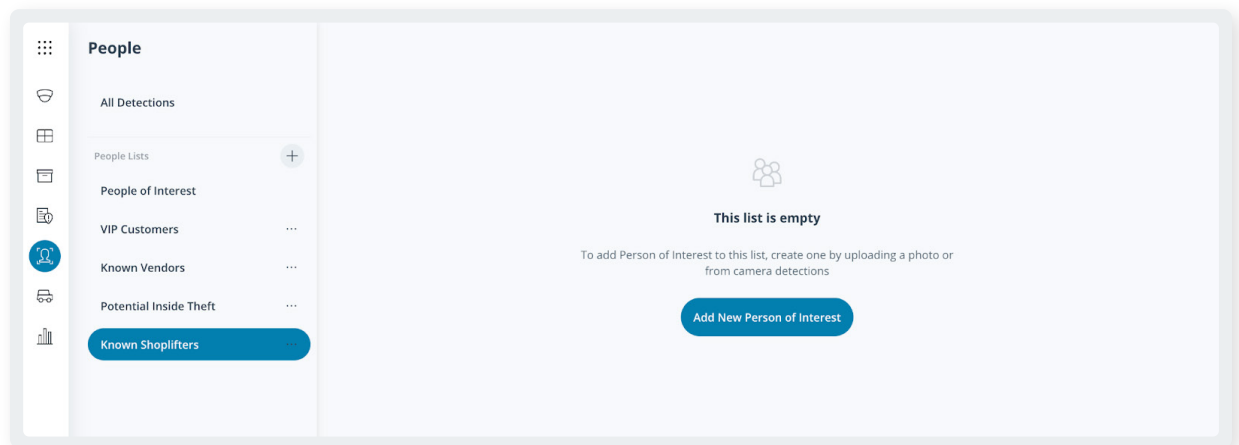 People
All Detections
People Lists
People of Interest
VIP Customers
Known Vendors
Potential Inside Theft
Known Shoplifters
This list is empty
To add Person of Interest to this list, create one by uploading a photo or
from camera detections
Add New Person of Interest